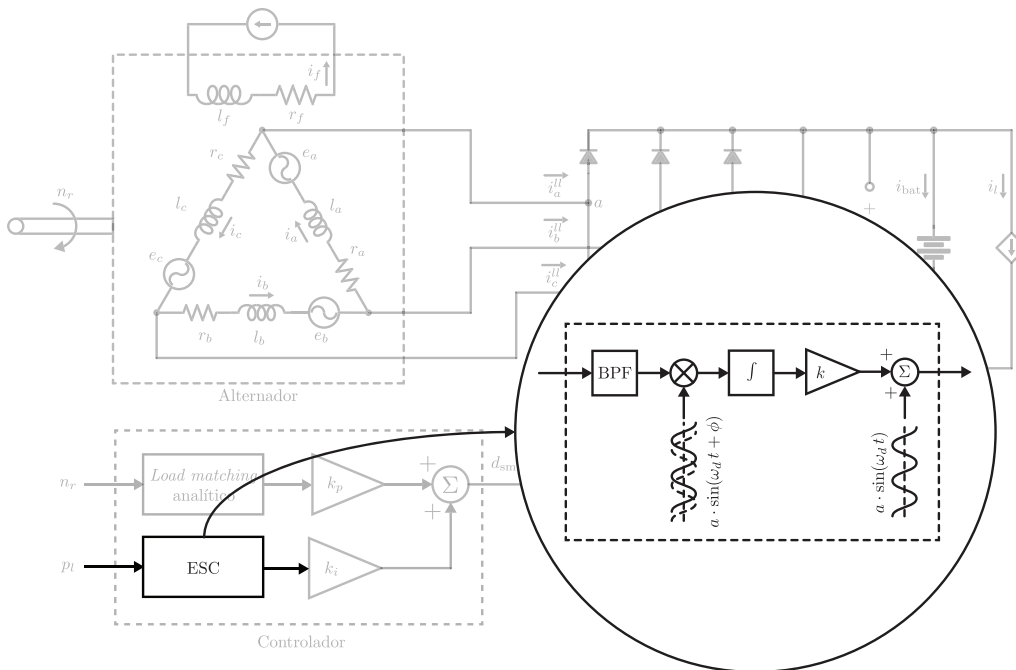 i_f
l_f
r_f
r_c
e_a
n_r
l_c
l_a
i_c
i_a
e_c
r_a
i_b
r_b
l_b
e_b
Alternador
i_a^{ll}
a
i_b^{ll}
i_c^{ll}
+
i_bat
i_l
BPF
∫
k
+
Σ
+
a · sin(ω_d t + ϕ)
a · sin(ω_d t)
n_r
Load matching
analítico
k_p
+
Σ
+
d_sm
p_l
ESC
k_i
Controlador